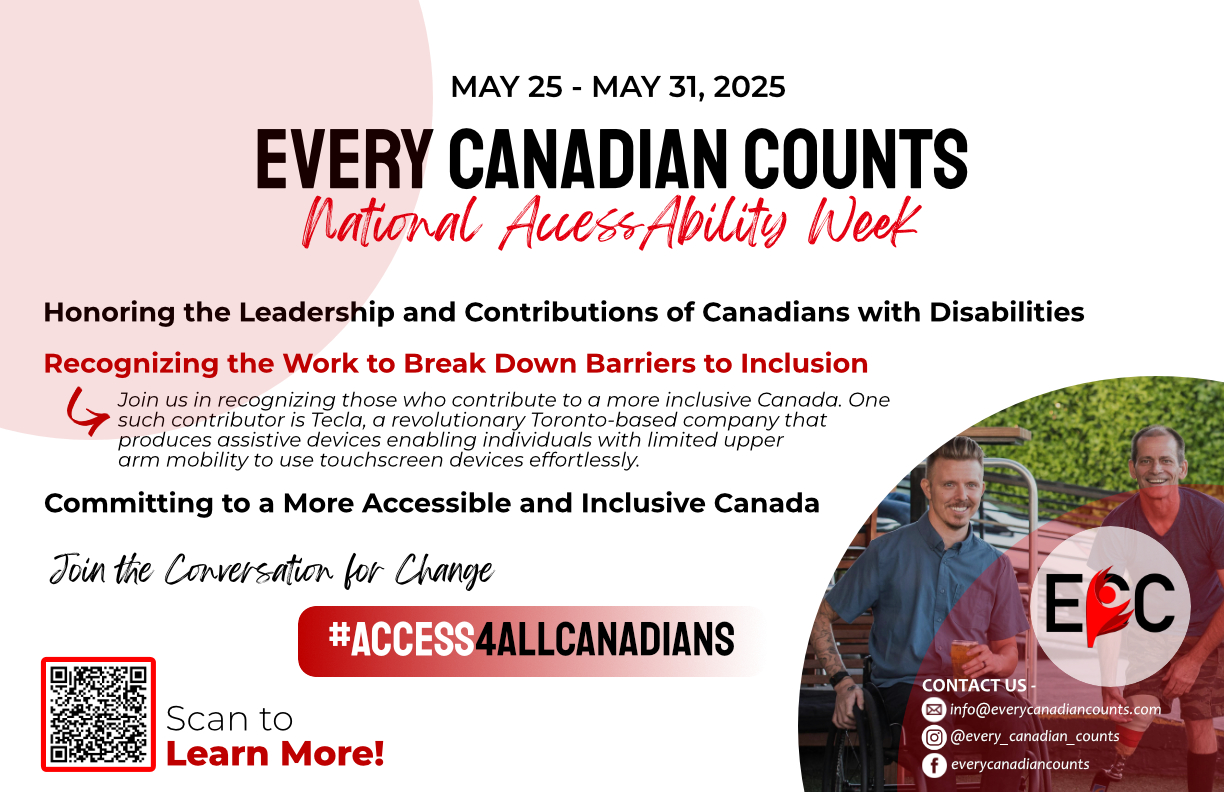 MAY 25 - MAY 31, 2025
EVERY CANADIAN COUNTS
National AccessAbility Week
Honoring the Leadership and Contributions of Canadians with Disabilities
Recognizing the Work to Break Down Barriers to Inclusion
Join us in recognizing those who contribute to a more inclusive Canada. One
such contributor is Tecla, a revolutionary Toronto-based company that
produces assistive devices enabling individuals with limited upper
arm mobility to use touchscreen devices effortlessly.
Committing to a More Accessible and Inclusive Canada
Join the Conversation for Change
#ACCESS4ALLCANADIANS
Scan to
Learn More!
ECC
CONTACT US -
info@everycanadiancounts.com
@every_canadian_counts
everycanadiancounts